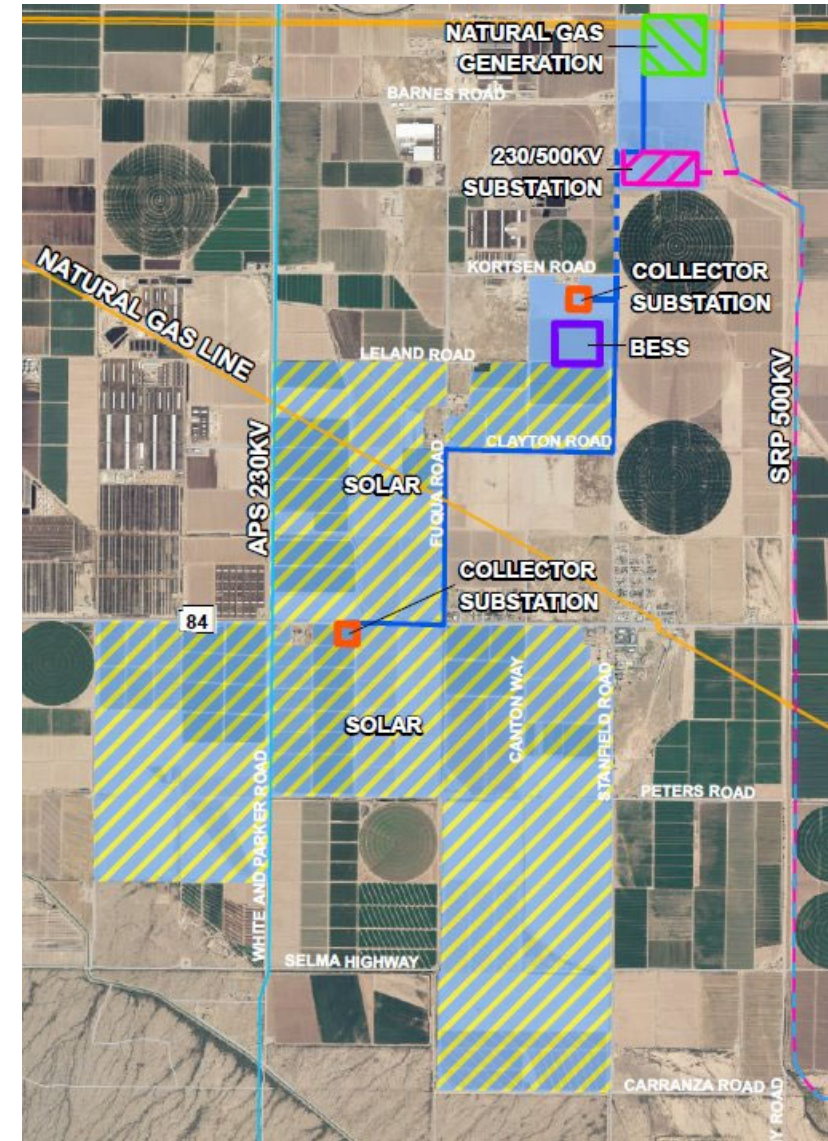 NATURAL GAS
GENERATION
BARNES ROAD
230/500KV
SUBSTATION
KORTSEN ROAD
COLLECTOR
SUBSTATION
NATURAL GAS LINE
BESS
LELAND ROAD
SRP 500KV
CLAYTON ROAD
FUQUA ROAD
SOLAR
APS 230KV
COLLECTOR
SUBSTATION
84
SOLAR
CANTON WAY
STANFIELD ROAD
WHITE AND PARKER ROAD
PETERS ROAD
SELMA HIGHWAY
CARRANZA ROAD
Y ROAD